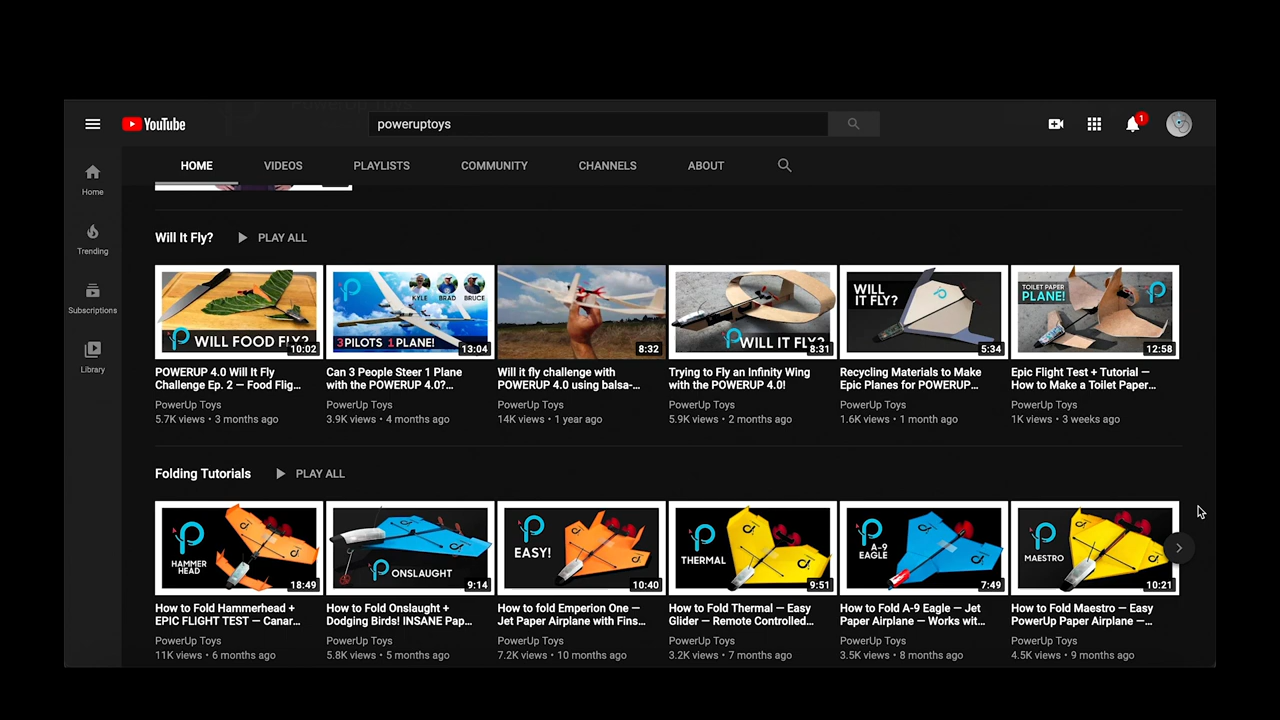 YouTube
poweruptoys
1
HOME VIDEOS PLAYLISTS COMMUNITY CHANNELS ABOUT
Home
Trending
Subscriptions
Library
Will It Fly? PLAY ALL
WILL FOOD FLY?
10:02
KYLE BRAD BRUCE
3 PILOTS 1 PLANE!
13:04
8:32
WILL IT FLY?
8:31
WILL
IT FLY?
5:34
TOILET PAPER
PLANE!
12:58
POWERUP 4.0 Will It Fly
Challenge Ep. 2 — Food Flig...
PowerUp Toys
5.7K views • 3 months ago
Can 3 People Steer 1 Plane
with the POWERUP 4.0?...
PowerUp Toys
3.9K views • 4 months ago
Will it fly challenge with
POWERUP 4.0 using balsa-...
PowerUp Toys
14K views • 1 year ago
Trying to Fly an Infinity Wing
with the POWERUP 4.0!
PowerUp Toys
5.9K views • 2 months ago
Recycling Materials to Make
Epic Planes for POWERUP...
PowerUp Toys
1.6K views • 1 month ago
Epic Flight Test + Tutorial —
How to Make a Toilet Paper...
PowerUp Toys
1K views • 3 weeks ago
Folding Tutorials PLAY ALL
HAMMER
HEAD
18:49
ONSLAUGHT
9:14
EASY!
10:40
THERMAL
9:51
A-9
EAGLE
7:49
MAESTRO
10:21
How to Fold Hammerhead +
EPIC FLIGHT TEST — Canar...
PowerUp Toys
11K views • 6 months ago
How to Fold Onslaught +
Dodging Birds! INSANE Pap...
PowerUp Toys
5.8K views • 5 months ago
How to fold Emperion One —
Jet Paper Airplane with Fins...
PowerUp Toys
7.2K views • 10 months ago
How to Fold Thermal — Easy
Glider — Remote Controlled...
PowerUp Toys
3.2K views • 7 months ago
How to Fold A-9 Eagle — Jet
Paper Airplane — Works wit...
PowerUp Toys
3.5K views • 8 months ago
How to Fold Maestro — Easy
PowerUp Paper Airplane —...
PowerUp Toys
4.5K views • 9 months ago